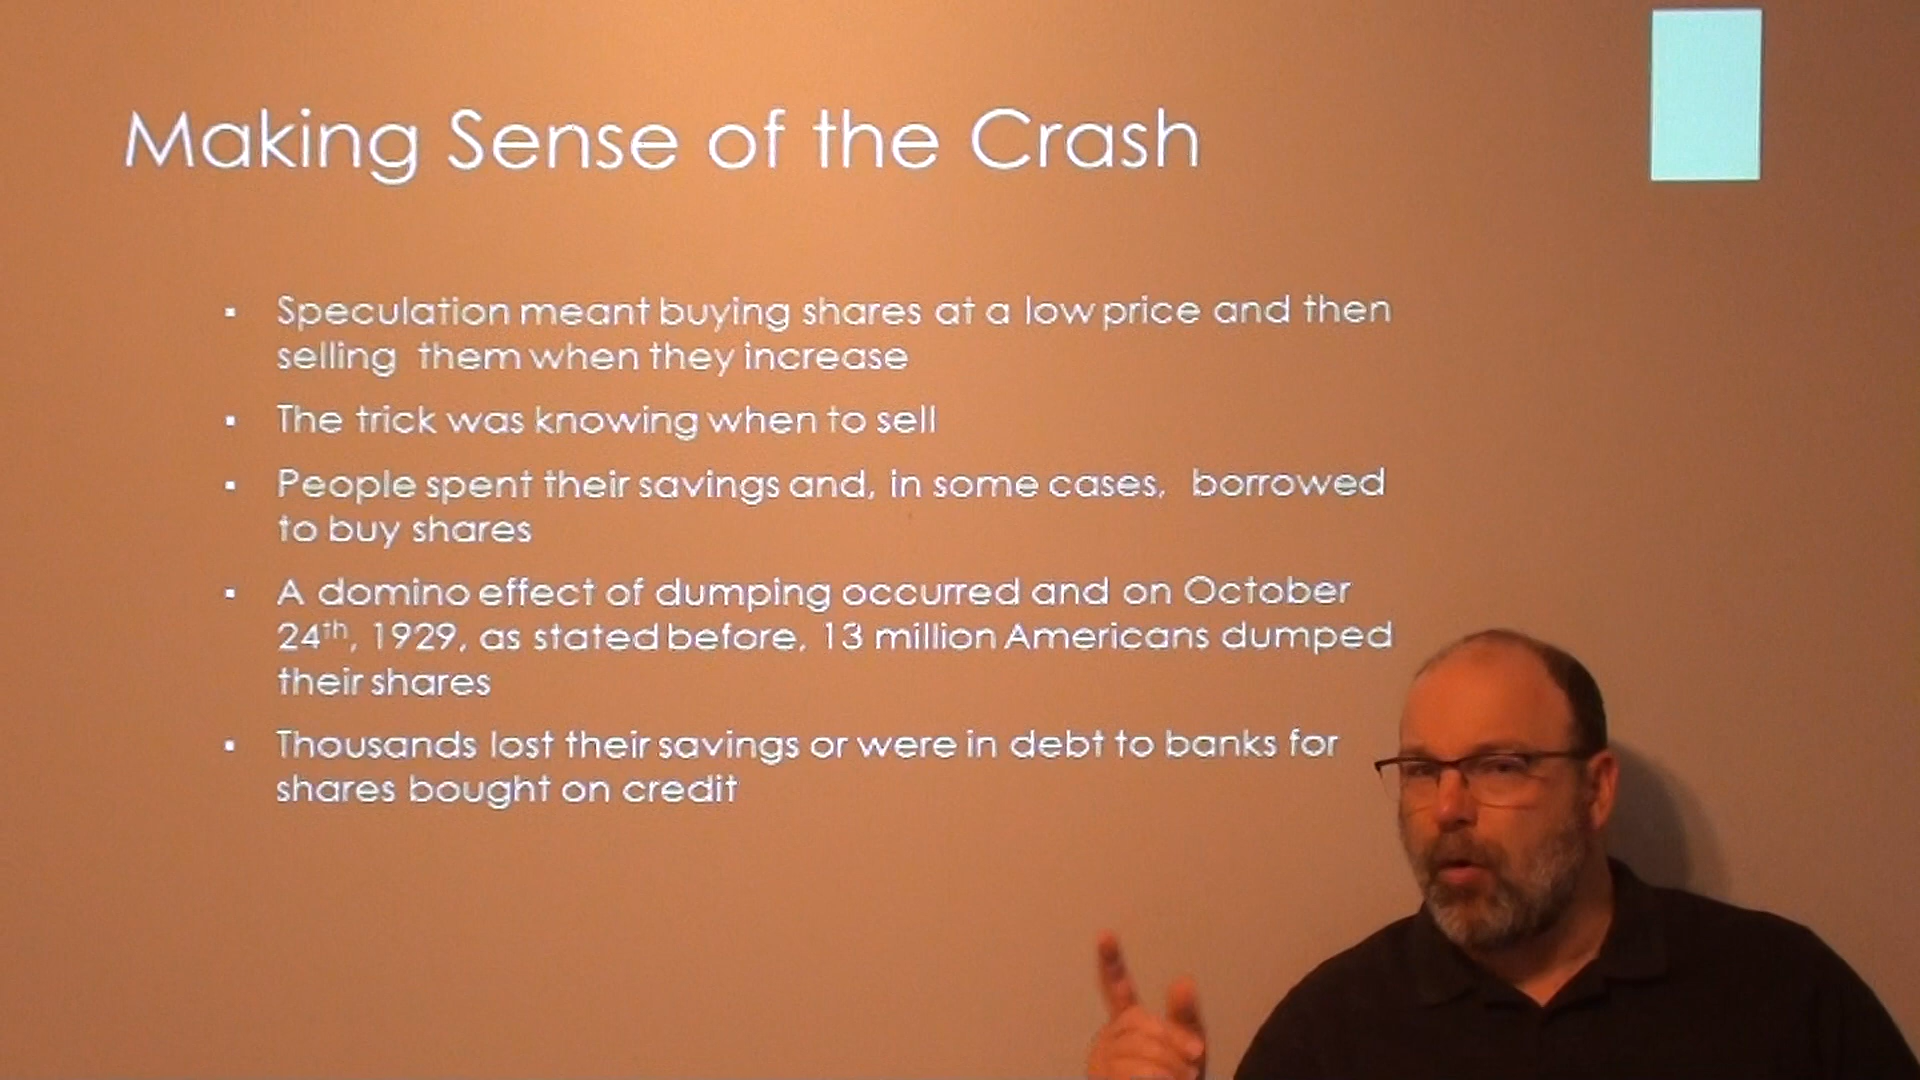 Making Sense of the Crash
▪ Speculation meant buying shares at a low price and then
selling them when they increase
▪ The trick was knowing when to sell
▪ People spent their savings and, in some cases, borrowed
to buy shares
▪ A domino effect of dumping occurred and on October
24th, 1929, as stated before, 13 million Americans dumped
their shares
▪ Thousands lost their savings or were in debt to banks for
shares bought on credit